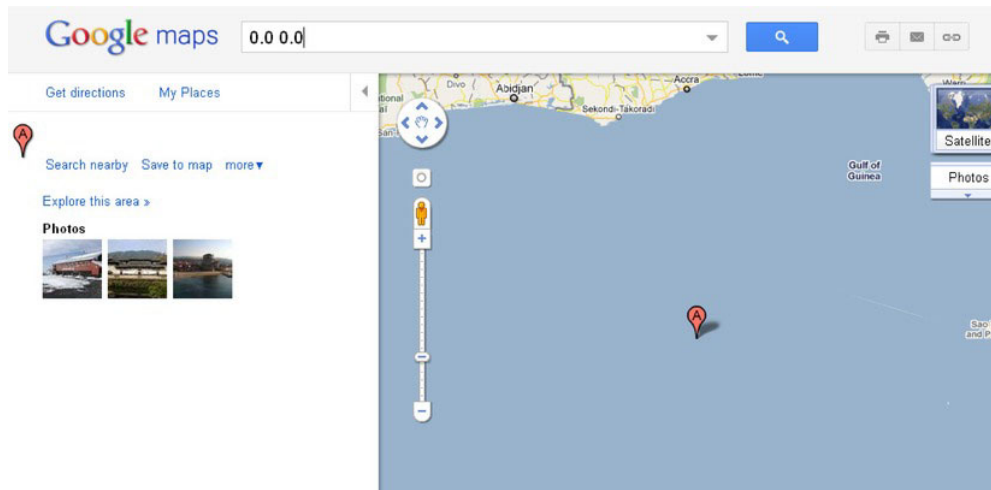 Google maps
0.0 0.0
Get directions My Places
A
Search nearby Save to map more▾
Explore this area »
Photos
Divo
Abidjan
Accra
Sekondi-Takoradi
Gulf of
Guinea
Satellite
Photos
A
Sao
and P